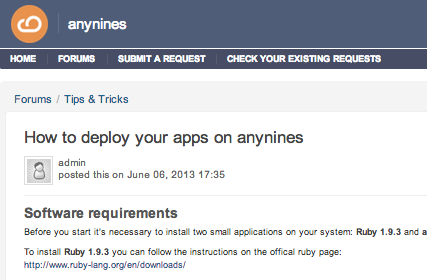 anynines
HOME FORUMS SUBMIT A REQUEST CHECK YOUR EXISTING REQUESTS
Forums / Tips & Tricks
How to deploy your apps on anynines
admin
posted this on June 06, 2013 17:35
Software requirements
Before you start it's necessary to install two small applications on your system: Ruby 1.9.3 and
To install Ruby 1.9.3 you can follow the instructions on the offical ruby page:
http://www.ruby-lang.org/en/downloads/